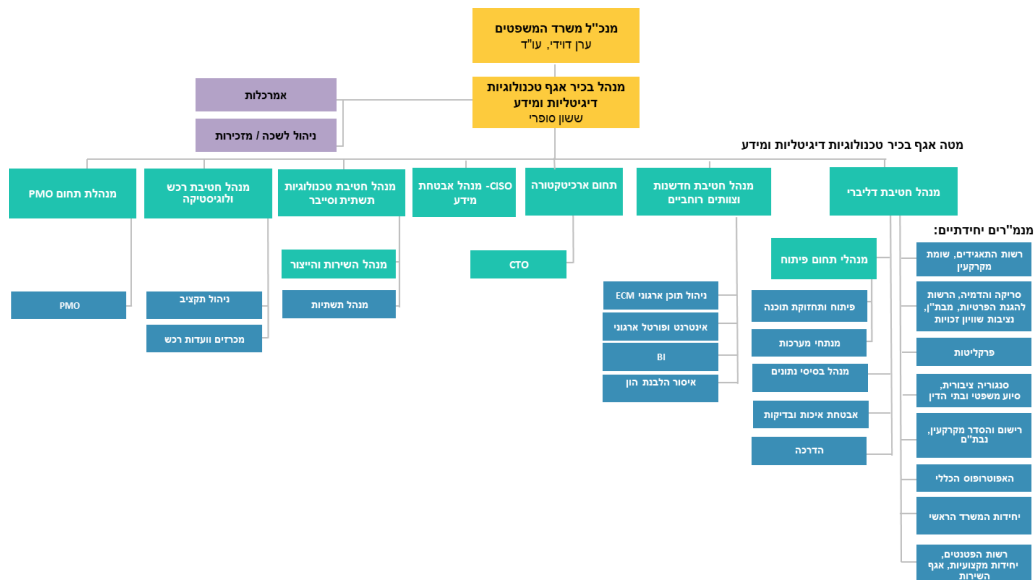 מנכ"ל משרד המשפטים
ערן דוידי, עו"ד
מנהל בכיר אגף טכנולוגיות
דיגיטליות ומידע
ששון סופרי
אמרכלות
ניהול לשכה / מזכירות
מטה אגף בכיר טכנולוגיות דיגיטליות ומידע
מנהל חטיבת דליברי
מנהל חטיבת חדשנות
וצוותים רוחביים
תחום ארכיטקטורה
CISO- מנהל אבטחת
מידע
מנהל חטיבת טכנולוגיות
תשתית וסייבר
מנהל חטיבת רכש
ולוגיסטיקה
מנהלת תחום PMO
מנמ"רים יחידתיים:
רשות התאגידים, שומת
מקרקעין
סריקה והדמיה, הרשות
להגנת הפרטיות, מבת"ן,
נציבות שוויון זכויות
פרקליטות
סנגוריה ציבורית,
סיוע משפטי ובתי הדין
רישום והסדר מקרקעין,
נבת"ם
האפוטרופוס הכללי
יחידות המשרד הראשי
רשות הפטנטים,
יחידות מקצועיות, אגף
השירות
מנהלי תחום פיתוח
פיתוח ותחזוקת תוכנה
מנתחי מערכות
מנהל בסיסי נתונים
אבטחת איכות ובדיקות
הדרכה
ניהול תוכן ארגוני ECM
אינטרנט ופורטל ארגוני
BI
איסור הלבנת הון
CTO
מנהל השירות והייצור
מנהל תשתיות
ניהול תקציב
מכרזים וועדות רכש
PMO